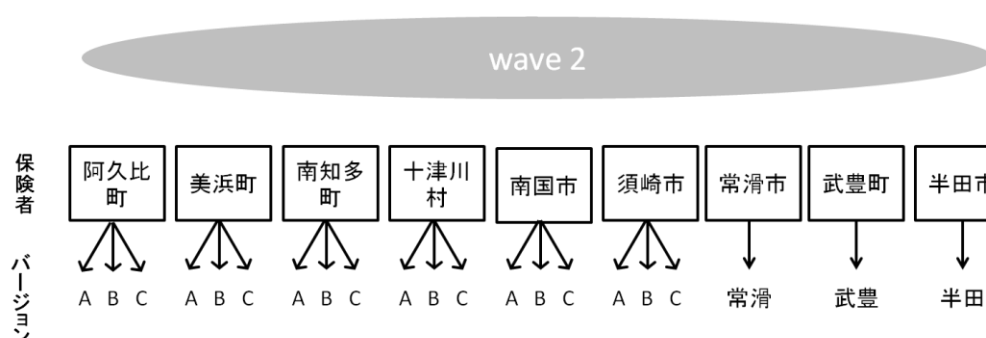 wave 2
保険者
阿久比町
美浜町
南知多町
十津川村
南国市
須崎市
常滑市
武豊町
半田市
バージョン
A B C
A B C
A B C
A B C
A B C
A B C
常滑
武豊
半田